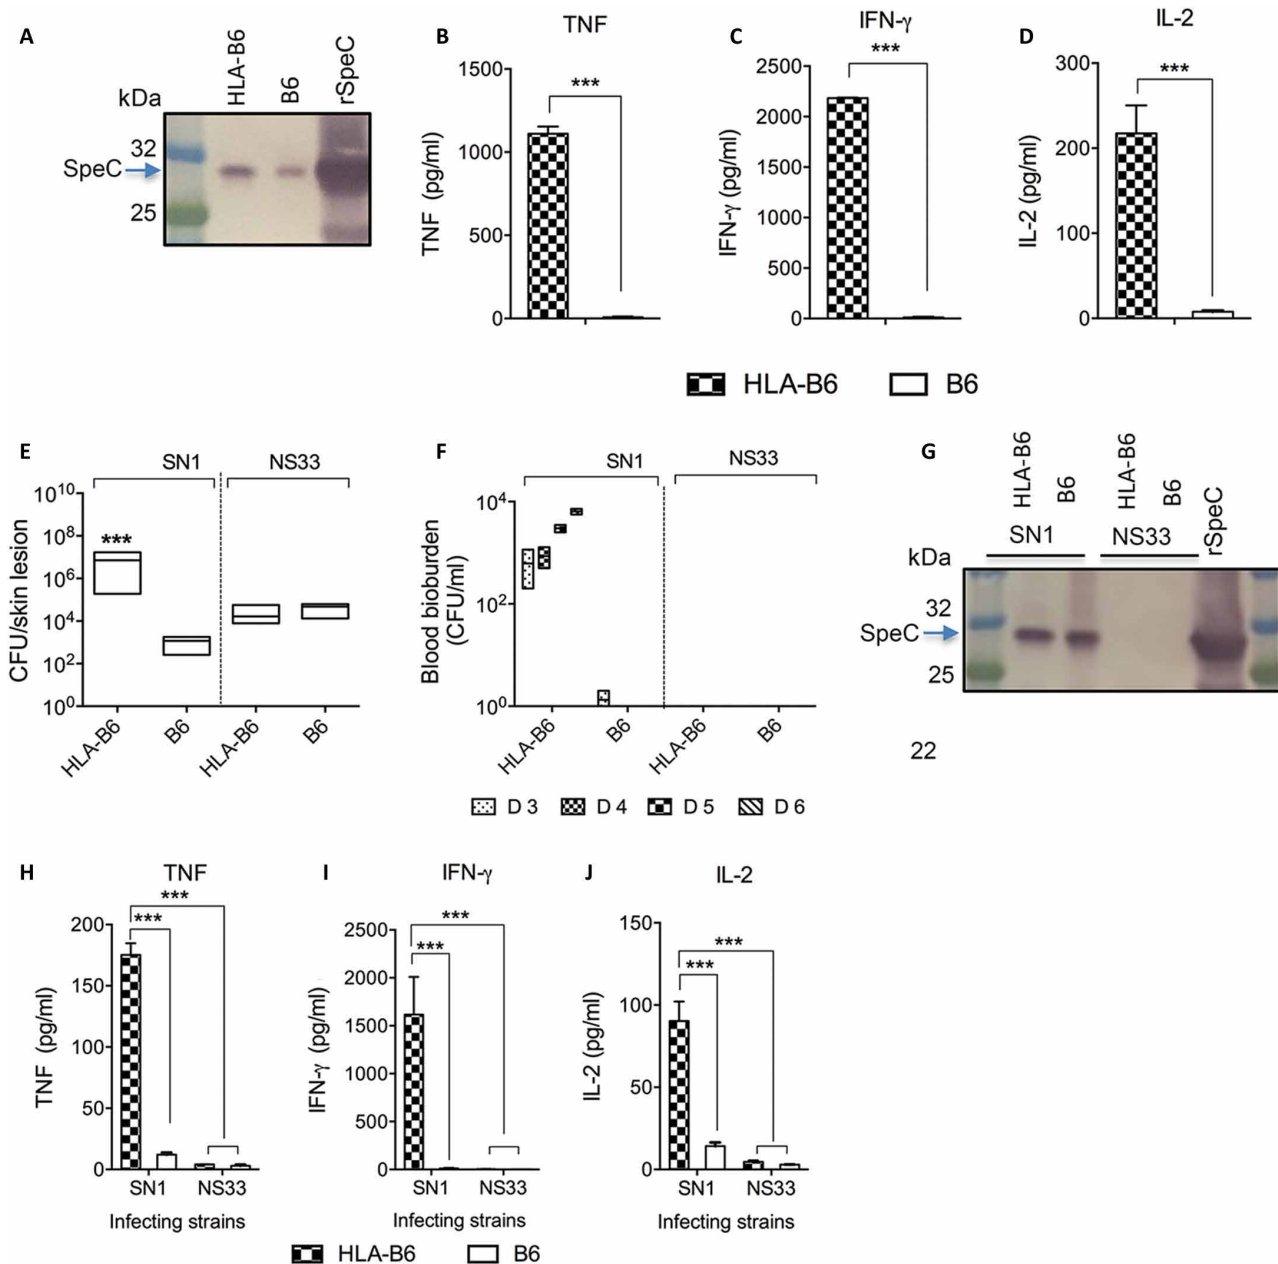 A
kDa
HLA-B6
B6
rSpeC
32
SpeC
25
B
TNF
TNF (pg/ml)
1500
1000
500
0
***
C
IFN-γ
IFN-γ (pg/ml)
2500
2000
1500
1000
500
0
***
D
IL-2
IL-2 (pg/ml)
300
200
100
0
***
HLA-B6 B6
E
SN1 NS33
CFU/skin lesion
10^10
10^8
10^6
10^4
10^2
10^0
***
HLA-B6 B6 HLA-B6 B6
F
SN1 NS33
Blood bioburden
(CFU/ml)
10^4
10^2
10^0
HLA-B6 B6 HLA-B6 B6
D 3 D 4 D 5 D 6
G
HLA-B6 B6 HLA-B6 B6 rSpeC
SN1 NS33
kDa
32
SpeC
25
22
H
TNF
TNF (pg/ml)
200
150
100
50
0
***
***
SN1 NS33
Infecting strains
I
IFN-γ
IFN-γ (pg/ml)
2500
2000
1500
1000
500
0
***
***
SN1 NS33
Infecting strains
J
IL-2
IL-2 (pg/ml)
150
100
50
0
***
***
SN1 NS33
Infecting strains
HLA-B6 B6